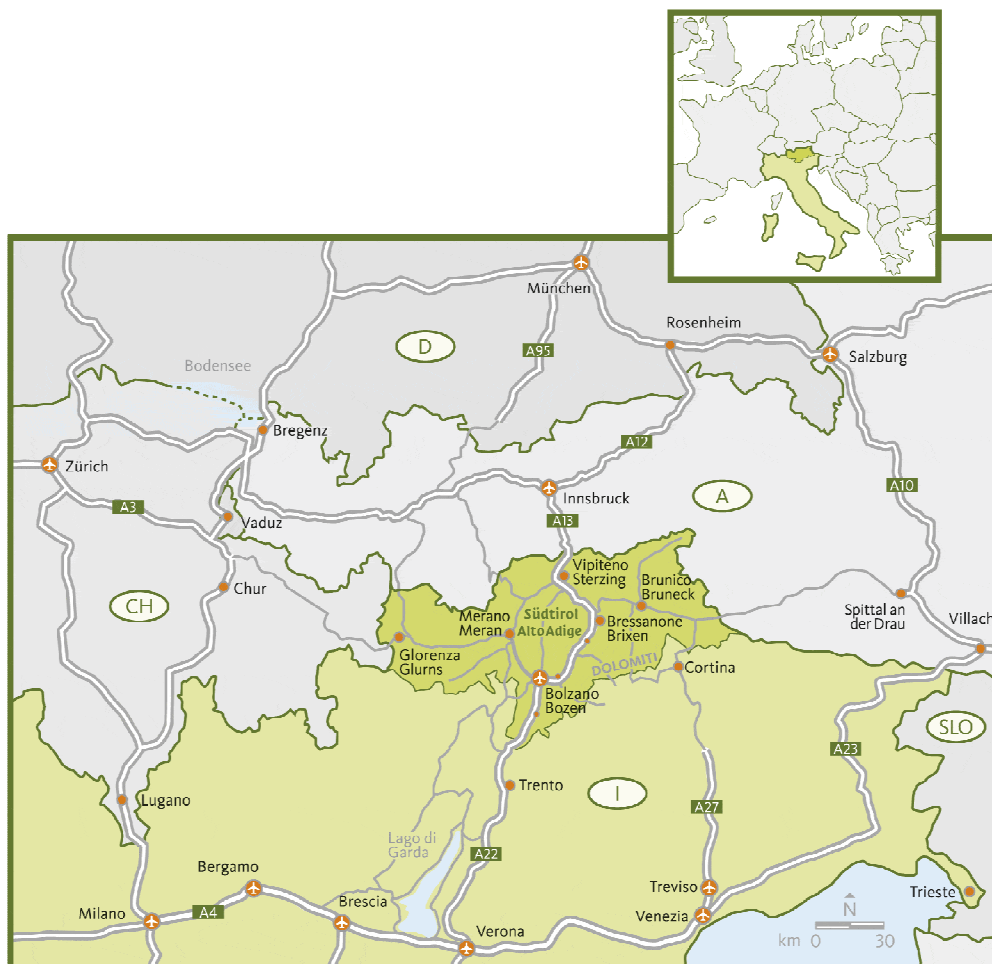 München
Rosenheim
D
A95
Salzburg
Bodensee
Bregenz
A12
Zürich
A3
Innsbruck
A
A10
Vaduz
A13
Chur
CH
Vipiteno
Sterzing
Brunico
Bruneck
Merano
Meran
Südtirol
Alto Adige
Bressanone
Brixen
Spittal an
der Drau
Villach
Glorenza
Glurns
DOLOMITI
Cortina
Bolzano
Bozen
SLO
A23
Trento
I
Lugano
A27
Lago di
Garda
A22
Bergamo
Treviso
Trieste
Milano
A4
Brescia
Venezia
N
km 0 30
Verona